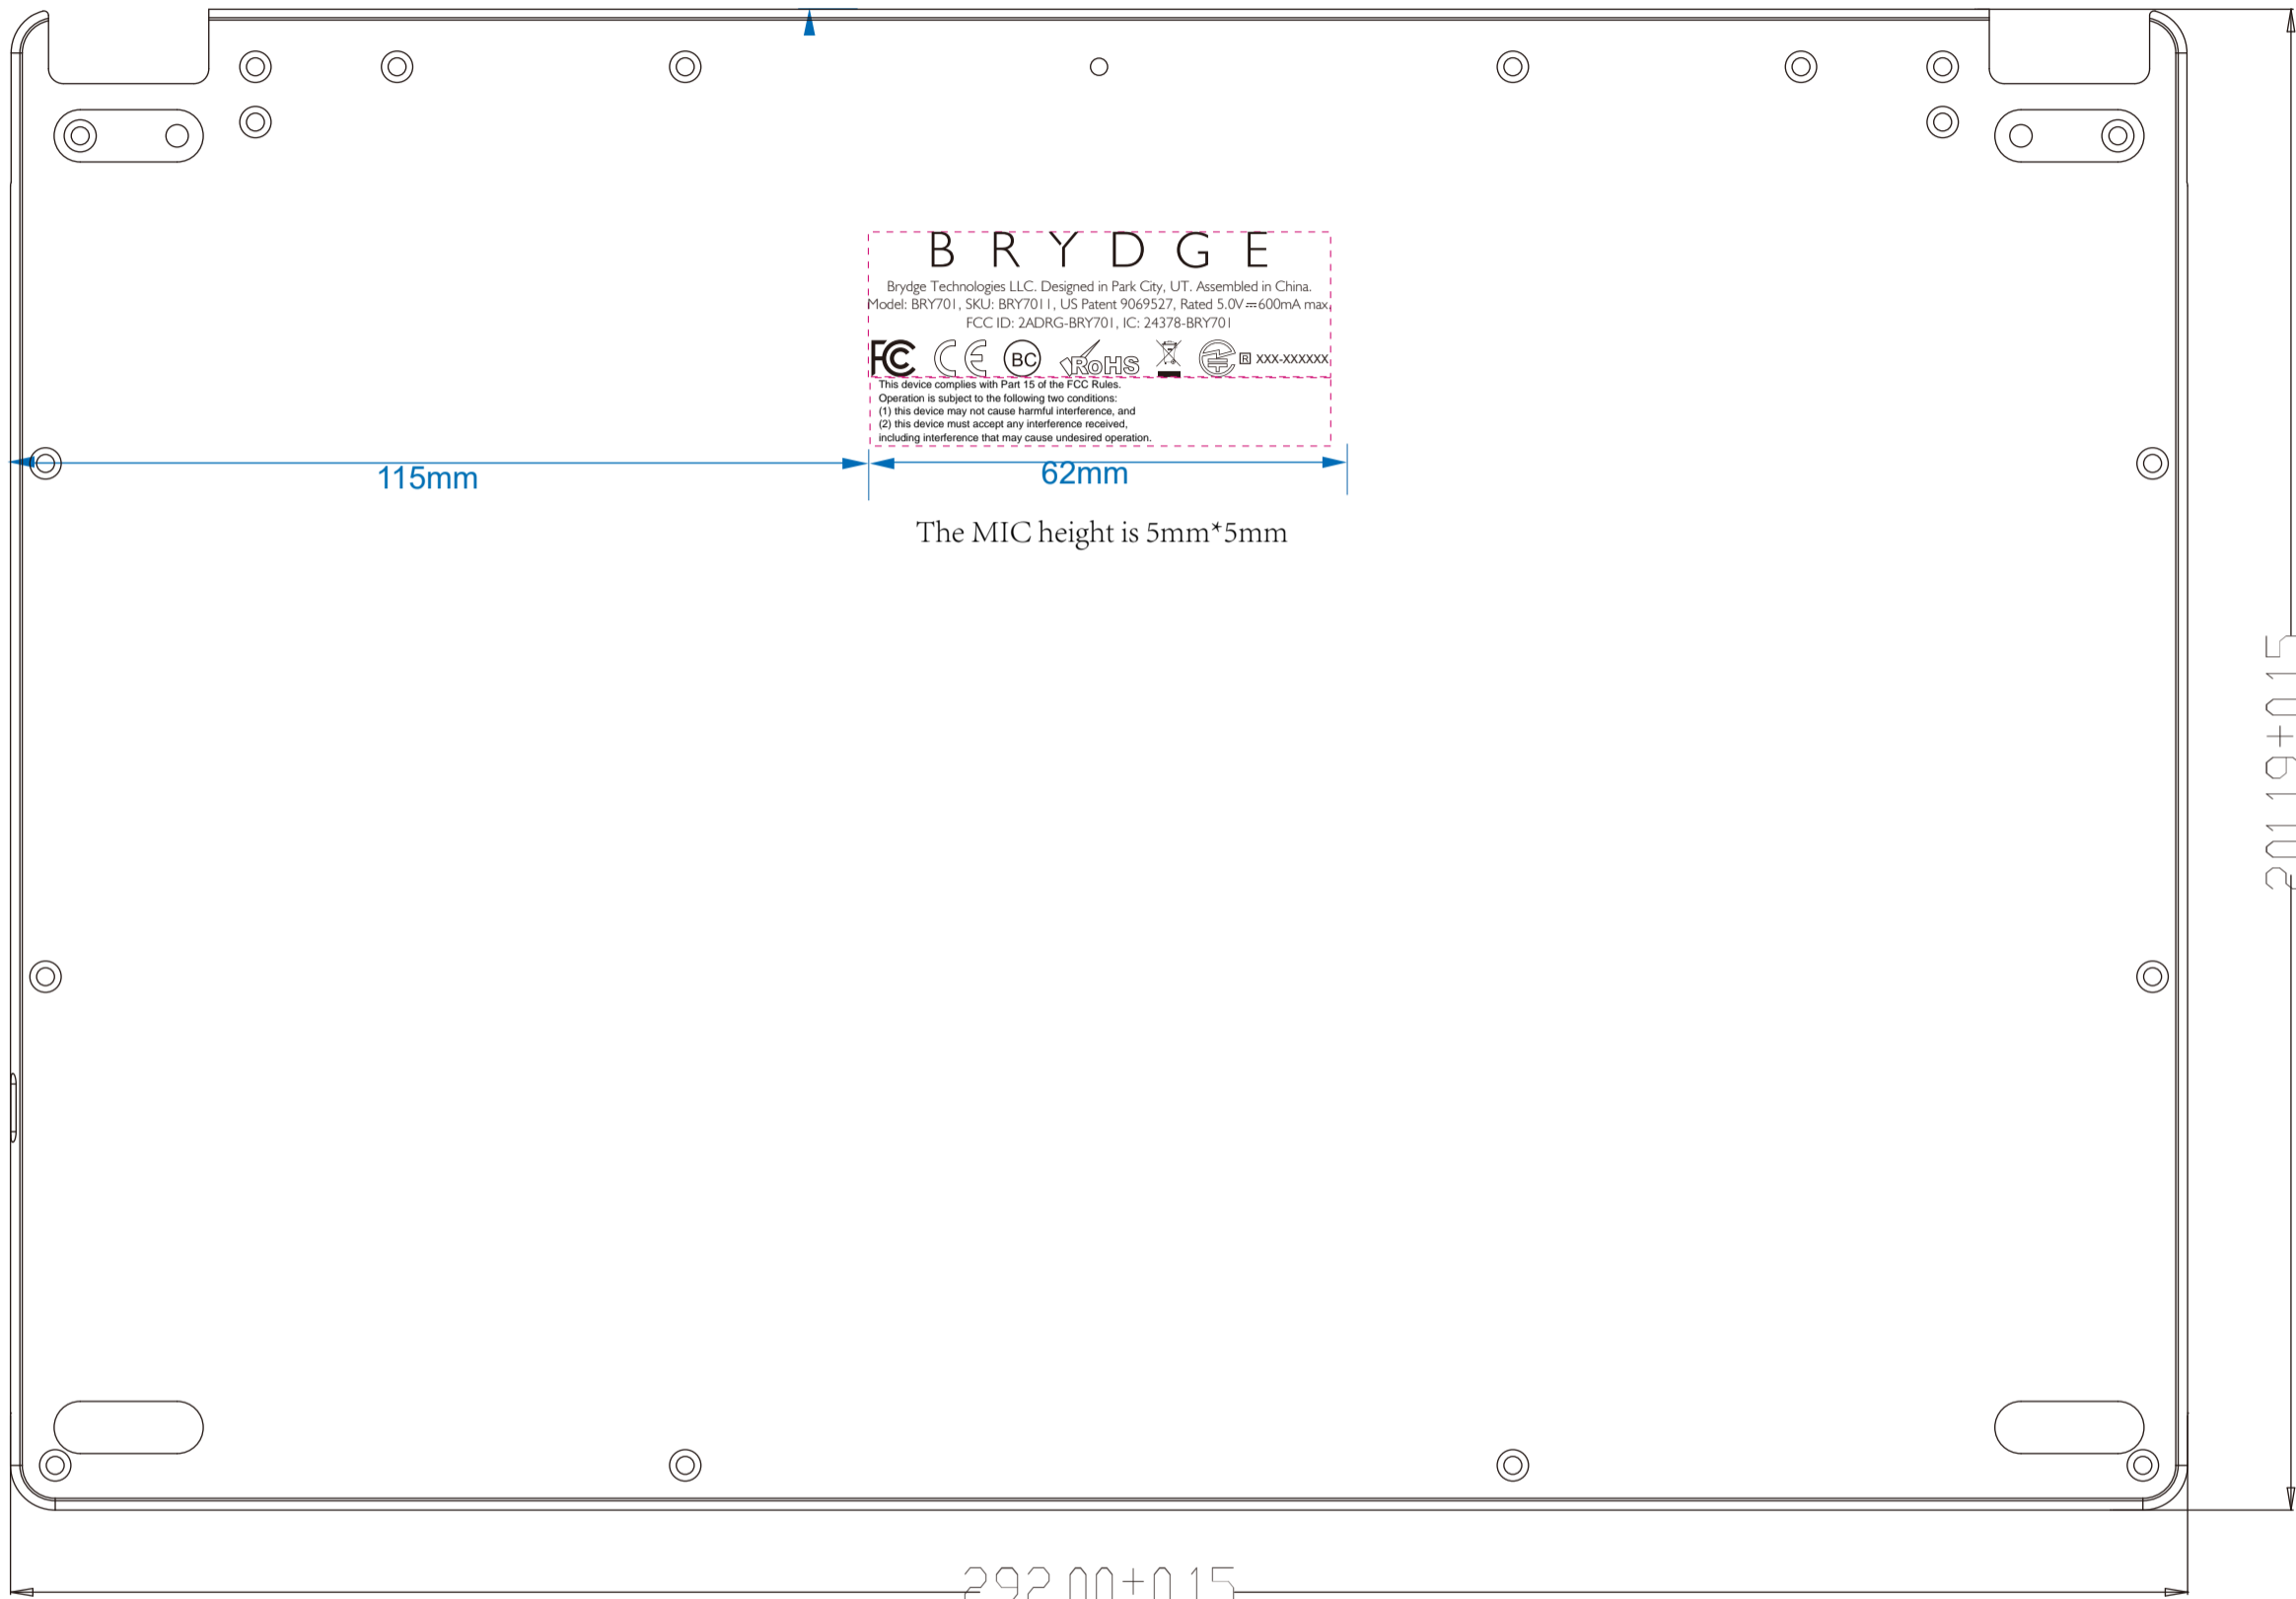 B R Y D G E
Brydge Technologies LLC. Designed in Park City, UT. Assembled in China.
Model: BRY701, SKU: BRY7011, US Patent 9069527, Rated 5.0V⎓600mA max.
FCC ID: 2ADRG-BRY701, IC: 24378-BRY701
FC CE BC RoHS R XXX-XXXXXX
This device complies with Part 15 of the FCC Rules.
Operation is subject to the following two conditions:
(1) this device may not cause harmful interference, and
(2) this device must accept any interference received,
including interference that may cause undesired operation.
115mm
62mm
The MIC height is 5mm*5mm
201.19±0.15
292.00±0.15